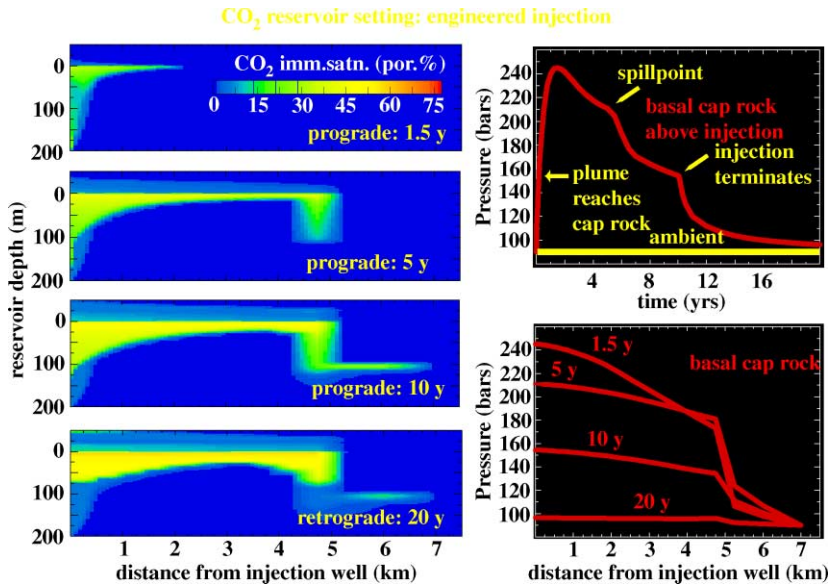 CO2 reservoir setting: engineered injection
CO2 imm.satn. (por.%)
0 15 30 45 60 75
prograde: 1.5 y
0
100
200
prograde: 5 y
0
100
200
prograde: 10 y
0
100
200
retrograde: 20 y
0
100
200
reservoir depth (m)
1 2 3 4 5 6 7
distance from injection well (km)
240
220
200
180
160
140
120
100
Pressure (bars)
spillpoint
basal cap rock
above injection
injection
terminates
plume
reaches
cap rock
ambient
4 8 12 16
time (yrs)
240
220
200
180
160
140
120
100
Pressure (bars)
1.5 y
basal cap rock
5 y
10 y
20 y
1 2 3 4 5 6 7
distance from injection well (km)